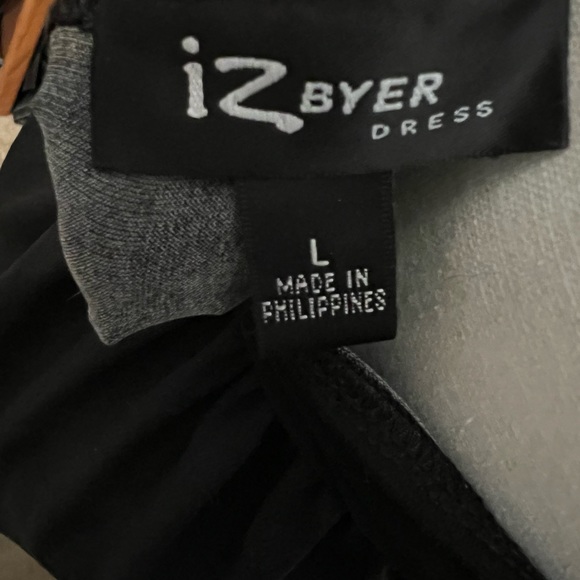 iz BYER
DRESS
L
MADE IN
PHILIPPINES